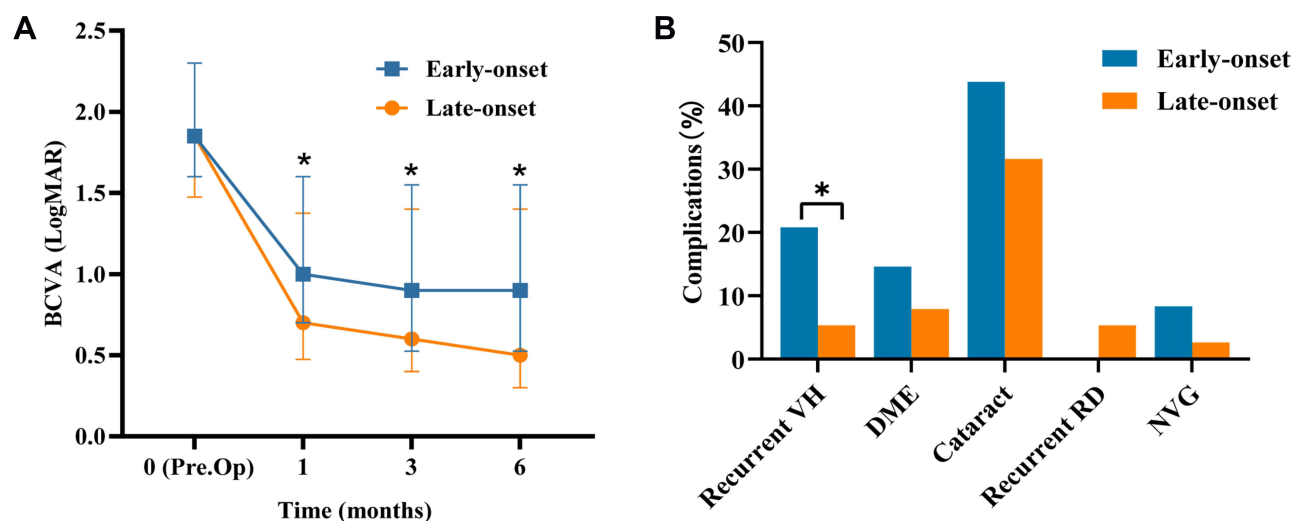 A
2.5
2.0
1.5
1.0
0.5
0.0
BCVA (LogMAR)
Early-onset
Late-onset
*
*
*
0 (Pre.Op)
1
3
6
Time (months)
B
50
40
30
20
10
0
Complications(%)
Early-onset
Late-onset
*
Recurrent VH
DME
Cataract
Recurrent RD
NVG